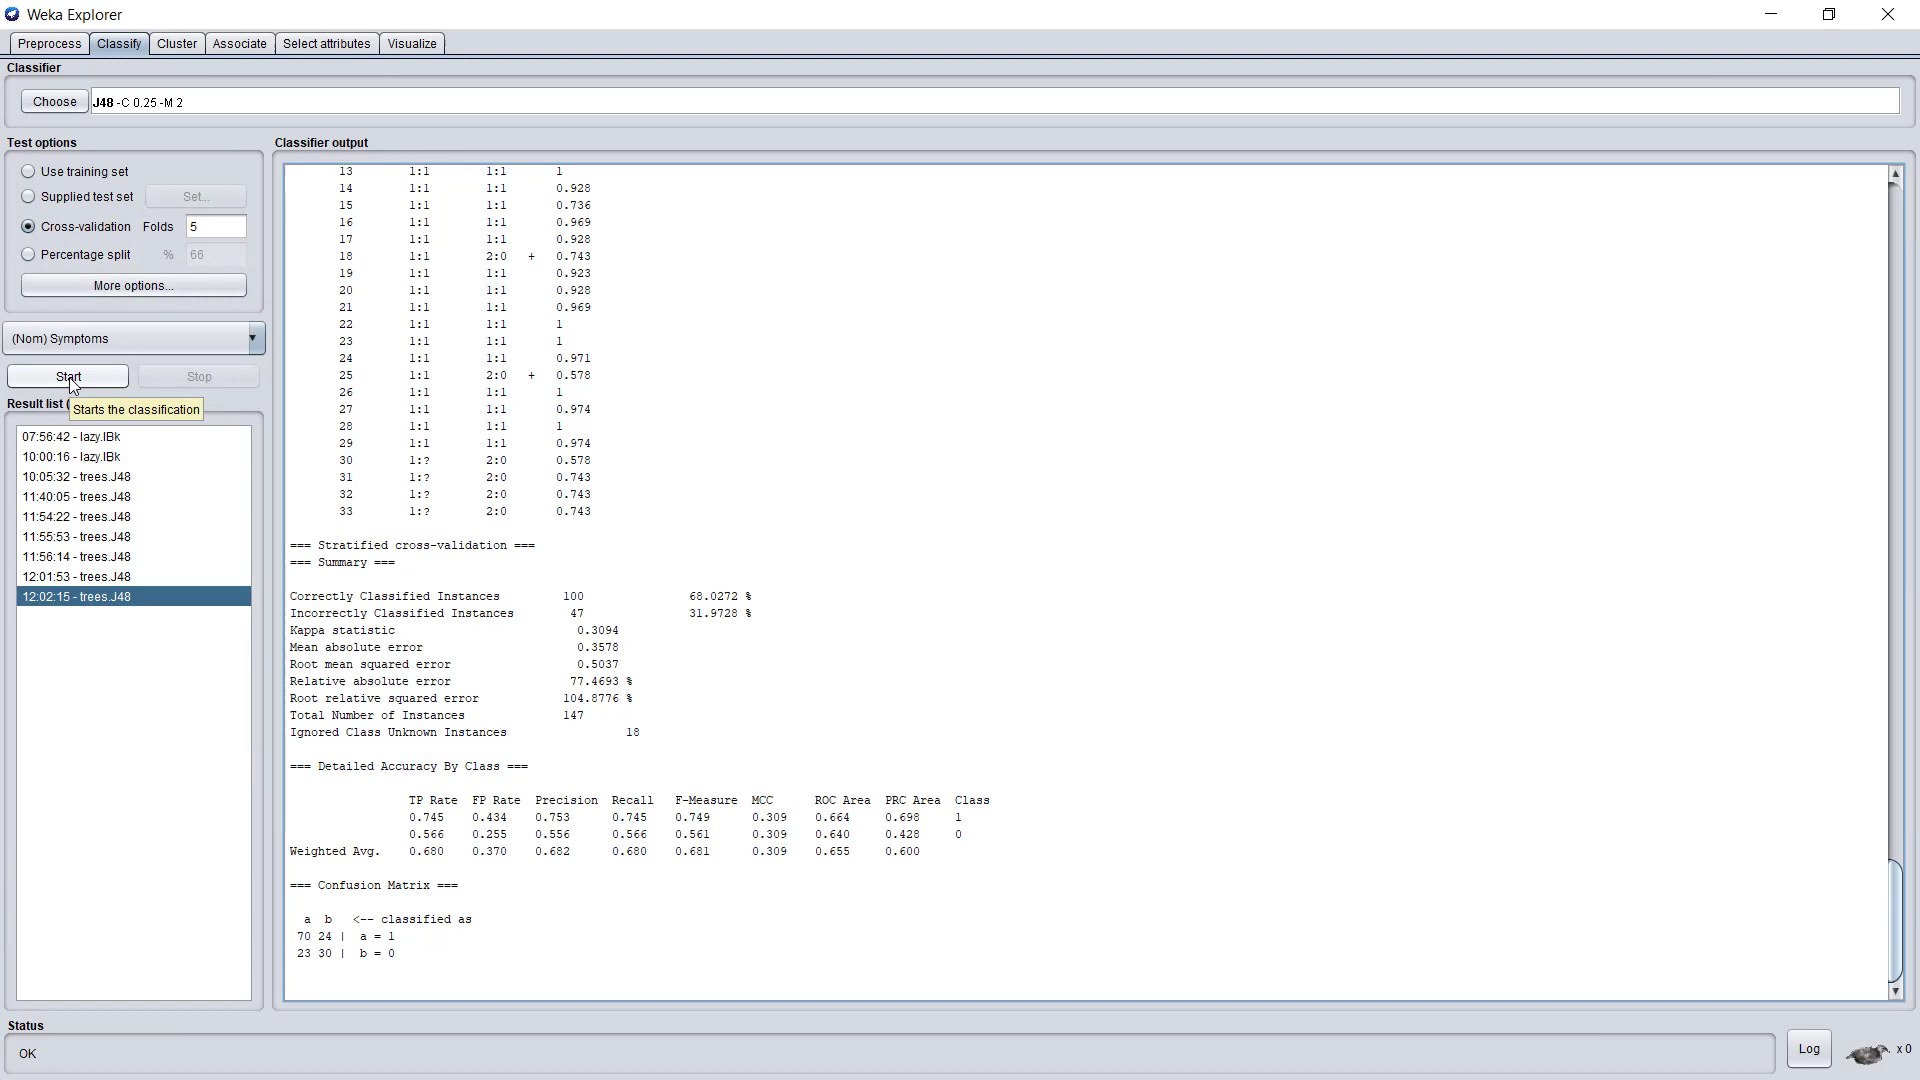 Weka Explorer
Preprocess Classify Cluster Associate Select attributes Visualize
Classifier
Choose J48 -C 0.25 -M 2
Test options
Use training set
Supplied test set Set...
Cross-validation Folds 5
Percentage split % 66
More options...
(Nom) Symptoms
Start Stop
Result list (
Starts the classification
07:56:42 - lazy.IBk
10:00:16 - lazy.IBk
10:05:32 - trees.J48
11:40:05 - trees.J48
11:54:22 - trees.J48
11:55:53 - trees.J48
11:56:14 - trees.J48
12:01:53 - trees.J48
12:02:15 - trees.J48
Classifier output
13 1:1 1:1 1
14 1:1 1:1 0.928
15 1:1 1:1 0.736
16 1:1 1:1 0.969
17 1:1 1:1 0.928
18 1:1 2:0 + 0.743
19 1:1 1:1 0.923
20 1:1 1:1 0.928
21 1:1 1:1 0.969
22 1:1 1:1 1
23 1:1 1:1 1
24 1:1 1:1 0.971
25 1:1 2:0 + 0.578
26 1:1 1:1 1
27 1:1 1:1 0.974
28 1:1 1:1 1
29 1:1 1:1 0.974
30 1:? 2:0 0.578
31 1:? 2:0 0.743
32 1:? 2:0 0.743
33 1:? 2:0 0.743
=== Stratified cross-validation ===
=== Summary ===
Correctly Classified Instances 100 68.0272 %
Incorrectly Classified Instances 47 31.9728 %
Kappa statistic 0.3094
Mean absolute error 0.3578
Root mean squared error 0.5037
Relative absolute error 77.4693 %
Root relative squared error 104.8776 %
Total Number of Instances 147
Ignored Class Unknown Instances 18
=== Detailed Accuracy By Class ===
TP Rate FP Rate Precision Recall F-Measure MCC ROC Area PRC Area Class
0.745 0.434 0.753 0.745 0.749 0.309 0.664 0.698 1
0.566 0.255 0.556 0.566 0.561 0.309 0.640 0.428 0
Weighted Avg. 0.680 0.370 0.682 0.680 0.681 0.309 0.655 0.600
=== Confusion Matrix ===
a b <-- classified as
70 24 | a = 1
23 30 | b = 0
Status
OK
Log x 0